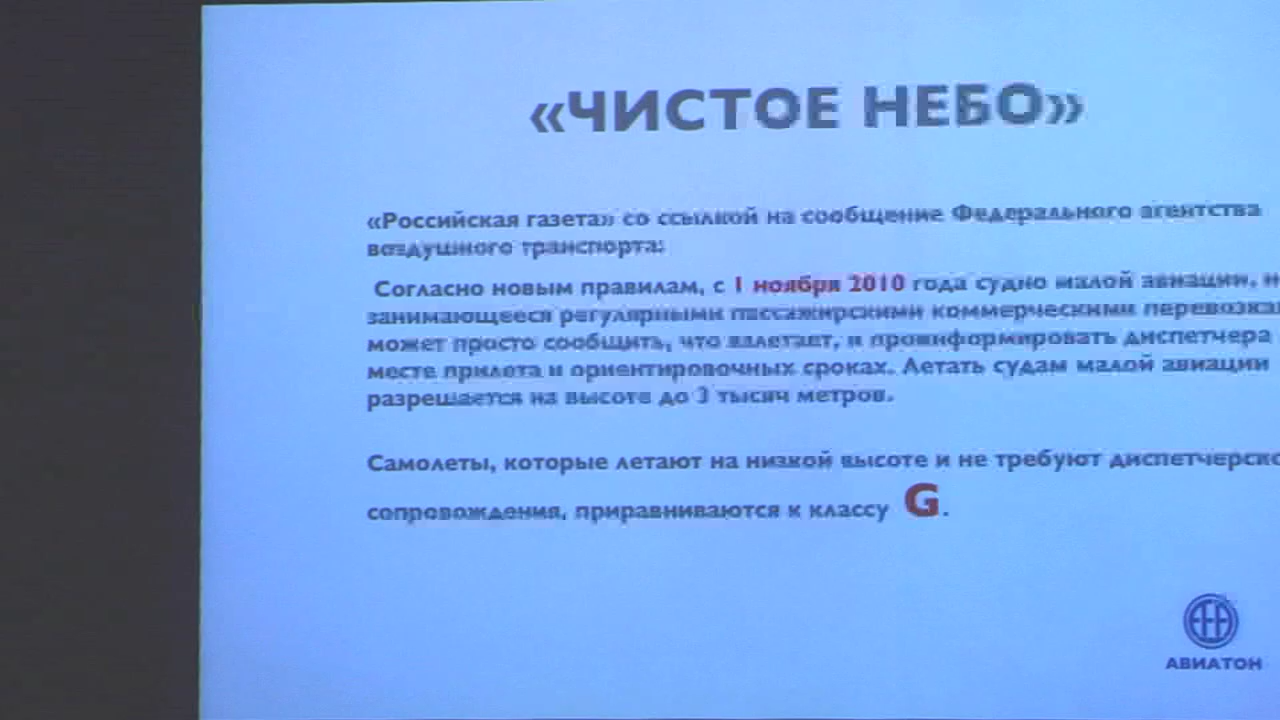 «ЧИСТОЕ НЕБО»
«Российская газета» со ссылкой на сообщение Федерального агентства
воздушного транспорта:
Согласно новым правилам, с 1 ноября 2010 года судно малой авиации,
занимающееся регулярными пассажирскими коммерческими
может просто сообщить, что взлетает, и проинформировать диспетчера
месте прилета и ориентировочных сроках. Летать судам малой авиации
разрешается на высоте до 3 тысяч метров.
Самолеты, которые летают на низкой высоте и не требуют
сопровождения, приравниваются к классу G.
АВИАТОН